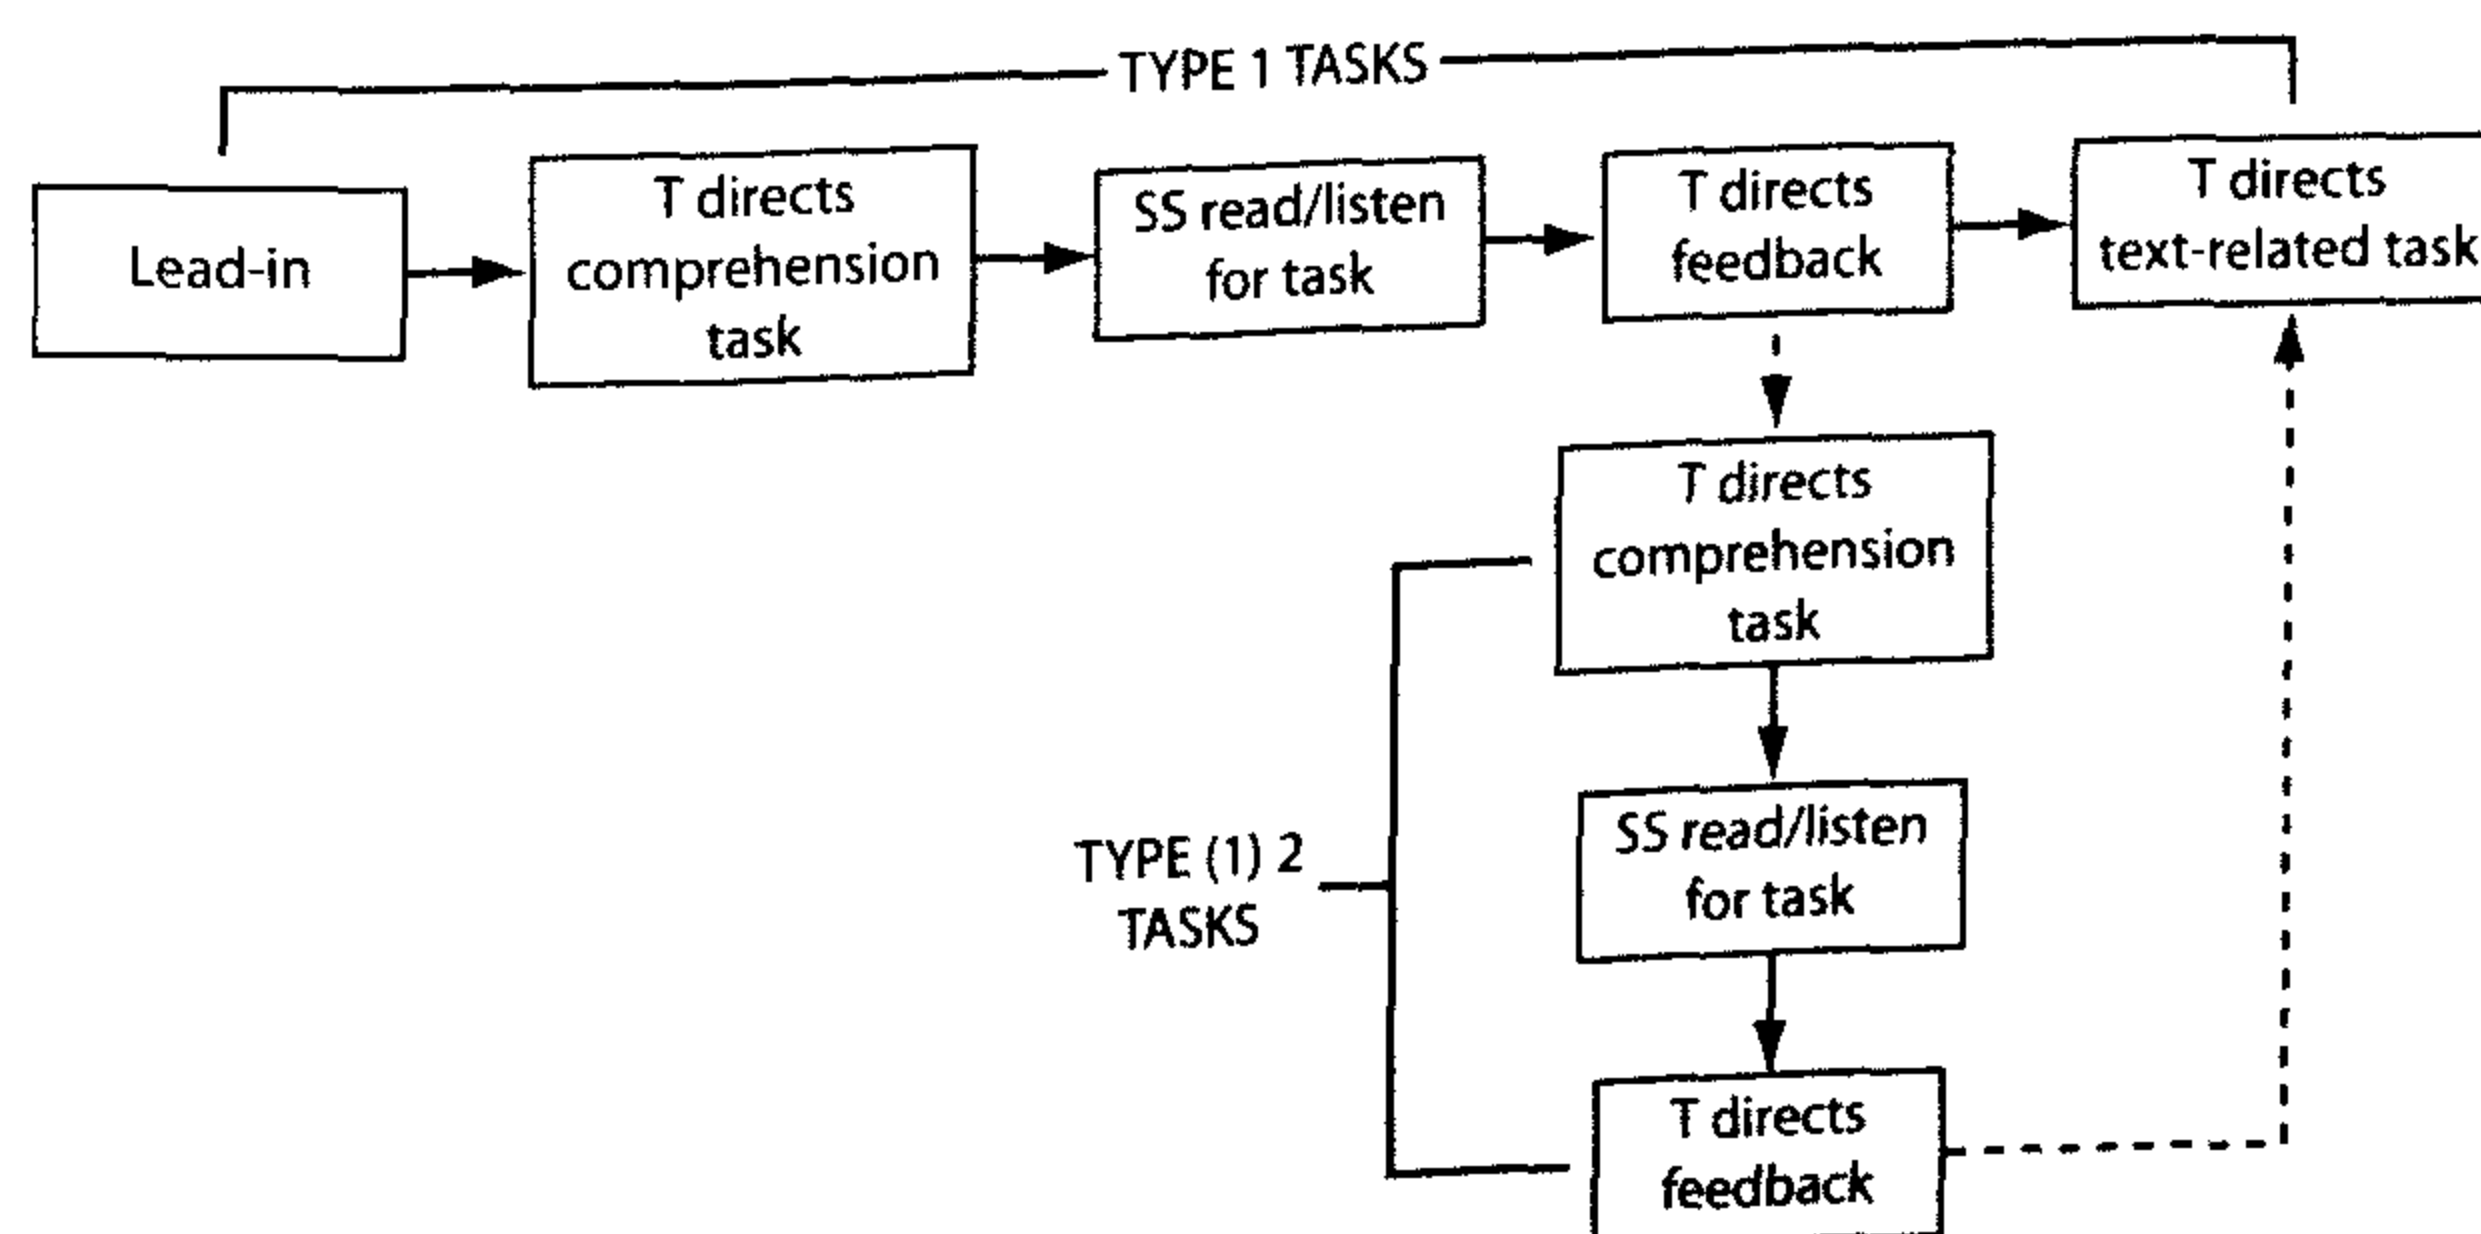 TYPE 1 TASKS
Lead-in
T directs
comprehension
task
SS read/listen
for task
T directs
feedback
T directs
text-related task
T directs
comprehension
task
SS read/listen
for task
TYPE (1) 2
TASKS
T directs
feedback